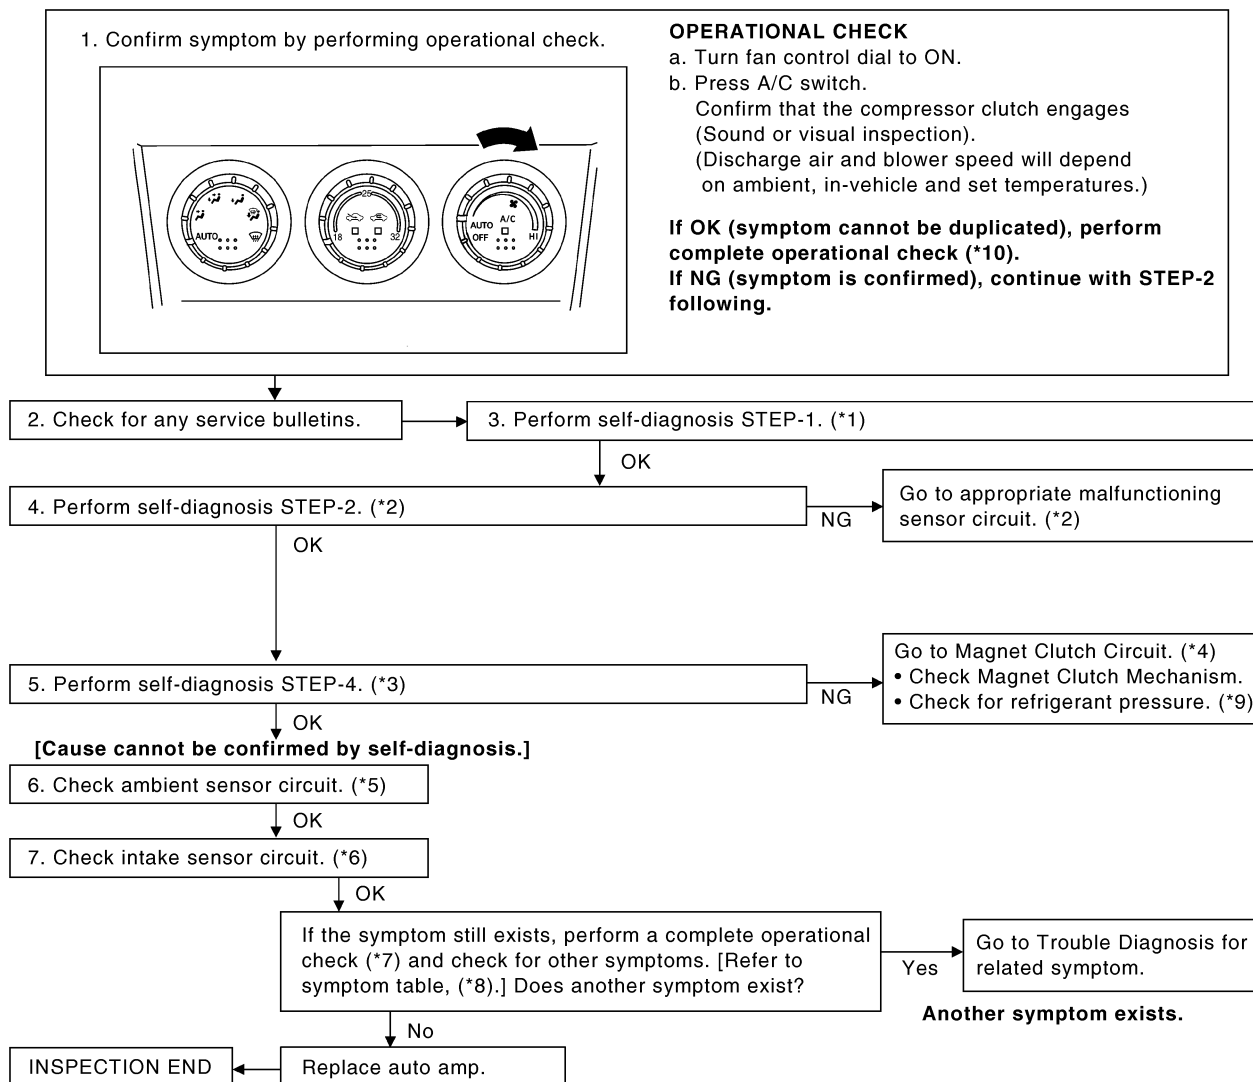 1. Confirm symptom by performing operational check.
AUTO
25
18
32
A/C
AUTO
OFF
HI
OPERATIONAL CHECK
a. Turn fan control dial to ON.
b. Press A/C switch.
Confirm that the compressor clutch engages
(Sound or visual inspection).
(Discharge air and blower speed will depend
on ambient, in-vehicle and set temperatures.)
If OK (symptom cannot be duplicated), perform
complete operational check (*10).
If NG (symptom is confirmed), continue with STEP-2
following.
2. Check for any service bulletins.
3. Perform self-diagnosis STEP-1. (*1)
OK
4. Perform self-diagnosis STEP-2. (*2)
NG
Go to appropriate malfunctioning
sensor circuit. (*2)
OK
5. Perform self-diagnosis STEP-4. (*3)
NG
Go to Magnet Clutch Circuit. (*4)
• Check Magnet Clutch Mechanism.
• Check for refrigerant pressure. (*9)
OK
[Cause cannot be confirmed by self-diagnosis.]
6. Check ambient sensor circuit. (*5)
OK
7. Check intake sensor circuit. (*6)
OK
If the symptom still exists, perform a complete operational
check (*7) and check for other symptoms. [Refer to
symptom table, (*8).] Does another symptom exist?
Yes
Go to Trouble Diagnosis for
related symptom.
Another symptom exists.
No
Replace auto amp.
INSPECTION END